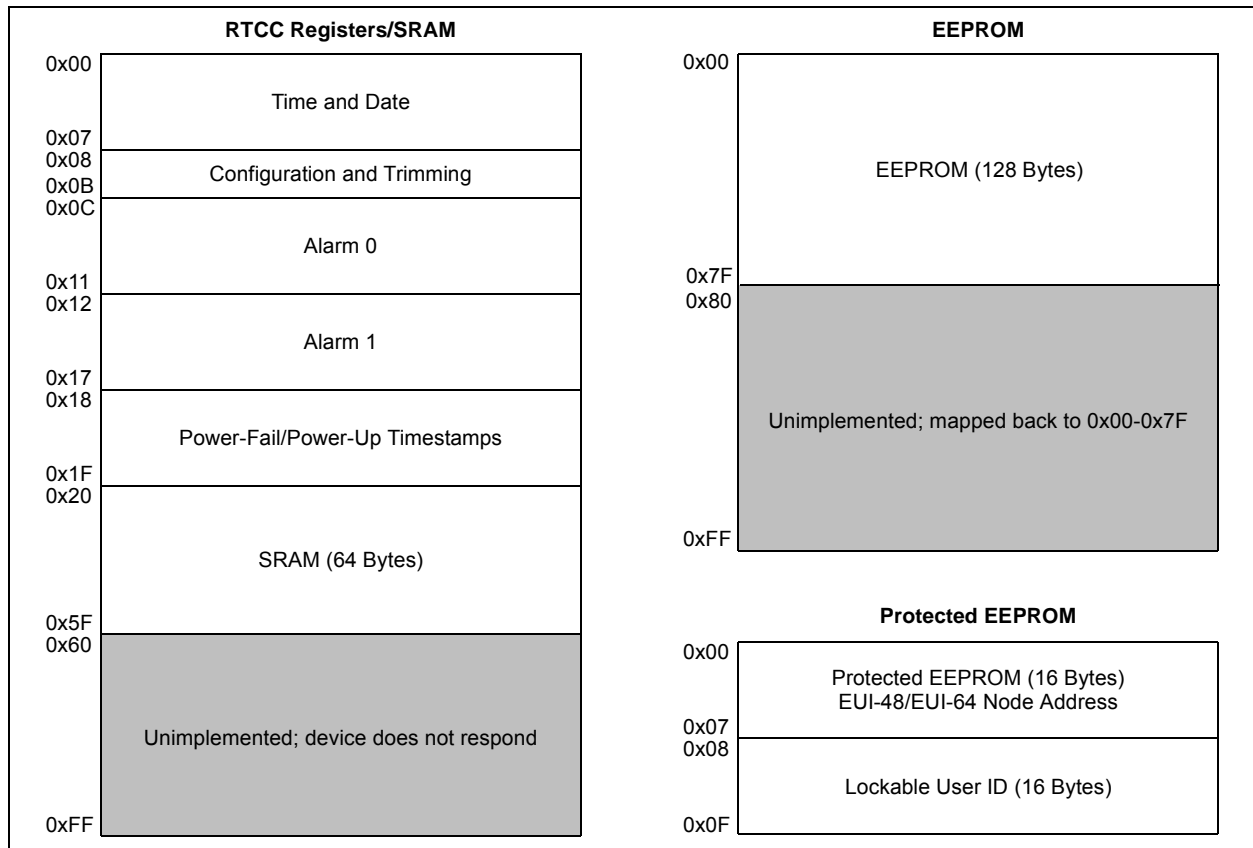 RTCC Registers/SRAM
0x00
Time and Date
0x07
0x08
Configuration and Trimming
0x0B
0x0C
Alarm 0
0x11
0x12
Alarm 1
0x17
0x18
Power-Fail/Power-Up Timestamps
0x1F
0x20
SRAM (64 Bytes)
0x5F
0x60
Unimplemented; device does not respond
0xFF
EEPROM
0x00
EEPROM (128 Bytes)
0x7F
0x80
Unimplemented; mapped back to 0x00-0x7F
0xFF
Protected EEPROM
0x00
Protected EEPROM (16 Bytes)
EUI-48/EUI-64 Node Address
0x07
0x08
Lockable User ID (16 Bytes)
0x0F